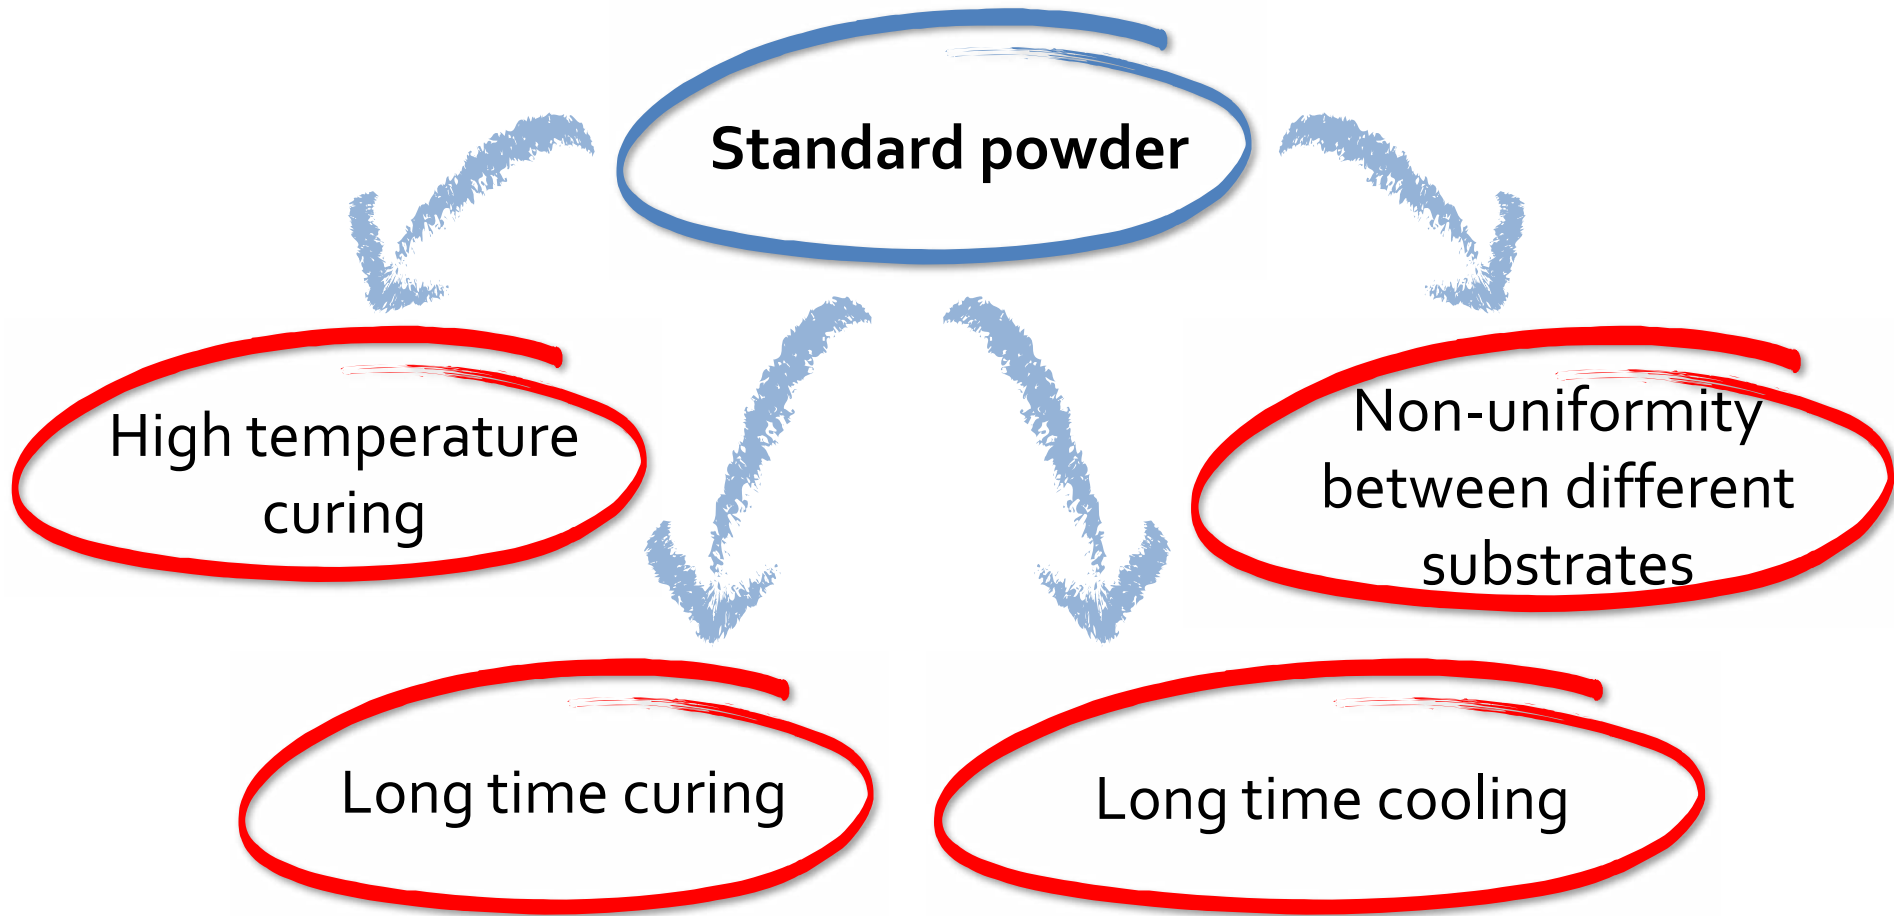 Standard powder
High temperature
curing
Non-uniformity
between different
substrates
Long time curing
Long time cooling